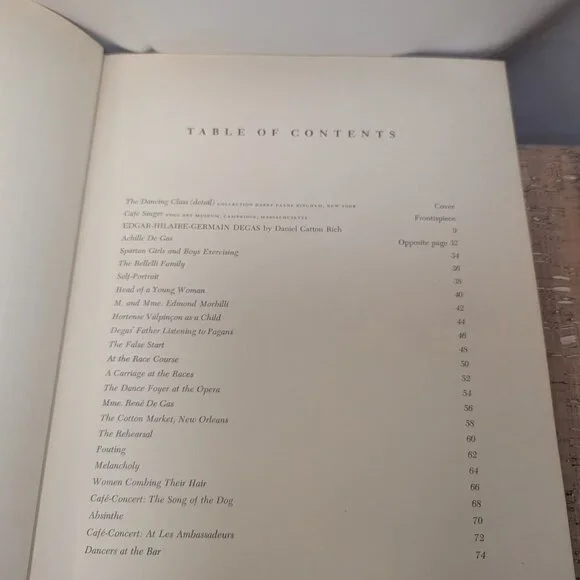 TABLE OF CONTENTS
The Dancing Class (detail) COLLECTION HARRY PAYNE BINGHAM, NEW YORK Cover
Café Singer FOGG ART MUSEUM, CAMBRIDGE, MASSACHUSETTS Frontispiece
EDGAR-HILAIRE-GERMAIN DEGAS by Daniel Catton Rich 9
Achille De Gas Opposite page 32
Spartan Girls and Boys Exercising 34
The Bellelli Family 36
Self-Portrait 38
Head of a Young Woman 40
M. and Mme. Edmond Morbilli 42
Hortense Valpinçon as a Child 44
Degas' Father Listening to Pagans 46
The False Start 48
At the Race Course 50
A Carriage at the Races 52
The Dance Foyer at the Opera 54
Mme. René De Gas 56
The Cotton Market, New Orleans 58
The Rehearsal 60
Pouting 62
Melancholy 64
Women Combing Their Hair 66
Café-Concert: The Song of the Dog 68
Absinthe 70
Café-Concert: At Les Ambassadeurs 72
Dancers at the Bar 74